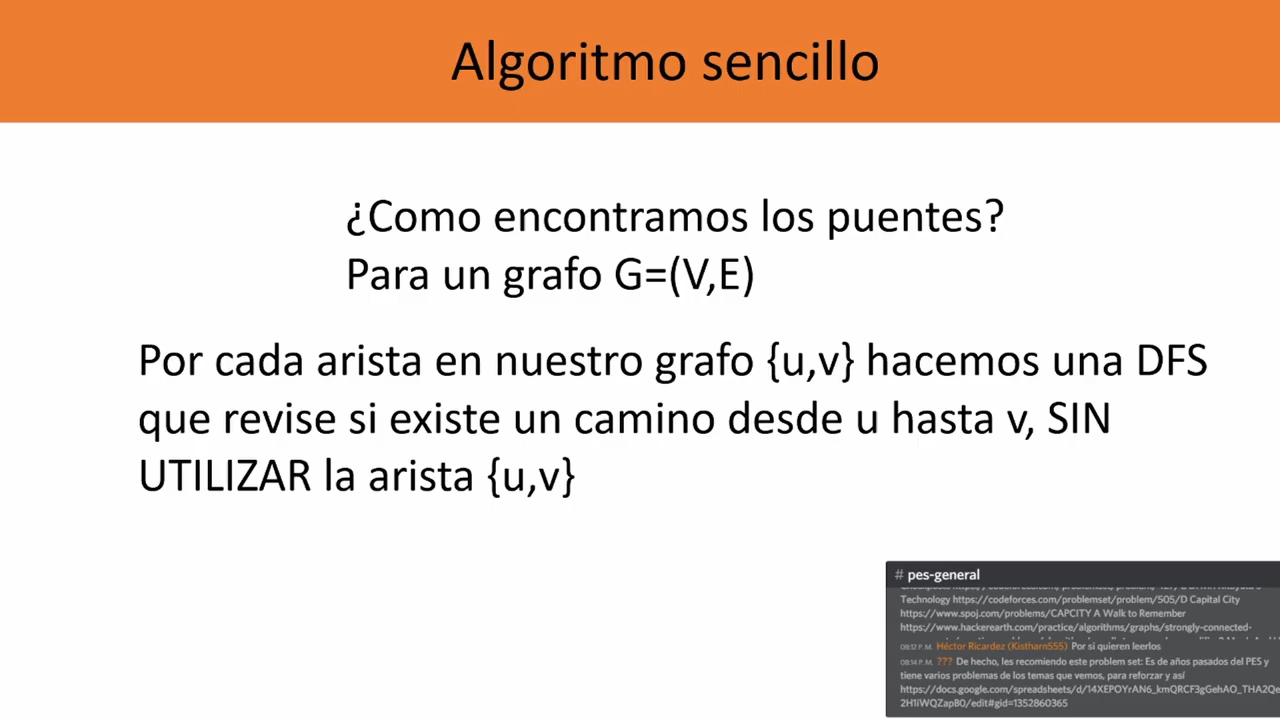 Algoritmo sencillo
¿Como encontramos los puentes?
Para un grafo G=(V,E)
Por cada arista en nuestro grafo {u,v} hacemos una DFS
que revise si existe un camino desde u hasta v, SIN
UTILIZAR la arista {u,v}
# pes-general
Technology https://codeforces.com/problemset/problem/505/D Capital City
https://www.spoj.com/problems/CAPCITY A Walk to Remember
https://www.hackerearth.com/practice/algorithms/graphs/strongly-connected-
08:12 P. M. Héctor Ricardez (Kistharn555) Por si quieren leerlos
08:14 P. M. ??? De hecho, les recomiendo este problem set: Es de años pasados del PES y
tiene varios problemas de los temas que vemos, para reforzar y así
https://docs.google.com/spreadsheets/d/14XEPOYrAN6_kmQRCF3gGehAO_THA2Qe
2H1iWQZapB0/edit#gid=1352860365